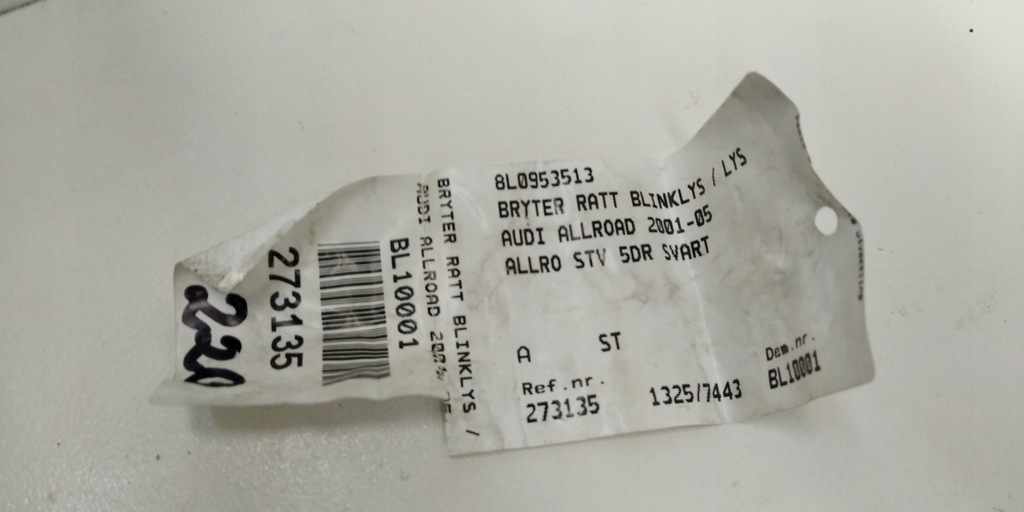 8L0953513
BRYTER RATT BLINKLYS / LYS
AUDI ALLROAD 2001-05
ALLRO STV 5DR SVART
A ST
Ref.nr.
273135
1325/7443
Dem.nr.
BL10001
BRYTER RATT BLINKLYS /
AUDI ALLROAD
BL10001
273135
220